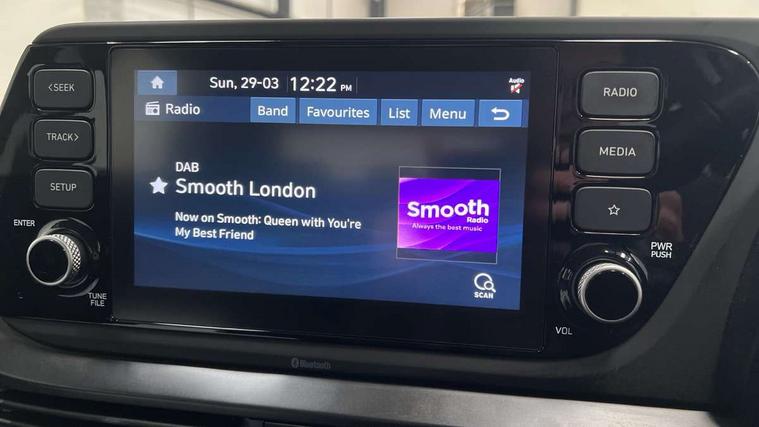 <SEEK
TRACK>
SETUP
ENTER
TUNE
FILE
Sun, 29-03
12:22 PM
Audio
Radio
Band
Favourites
List
Menu
DAB
Smooth London
Now on Smooth: Queen with You're
My Best Friend
Smooth
Radio
Always the best music
SCAN
RADIO
MEDIA
PWR
PUSH
VOL
Bluetooth